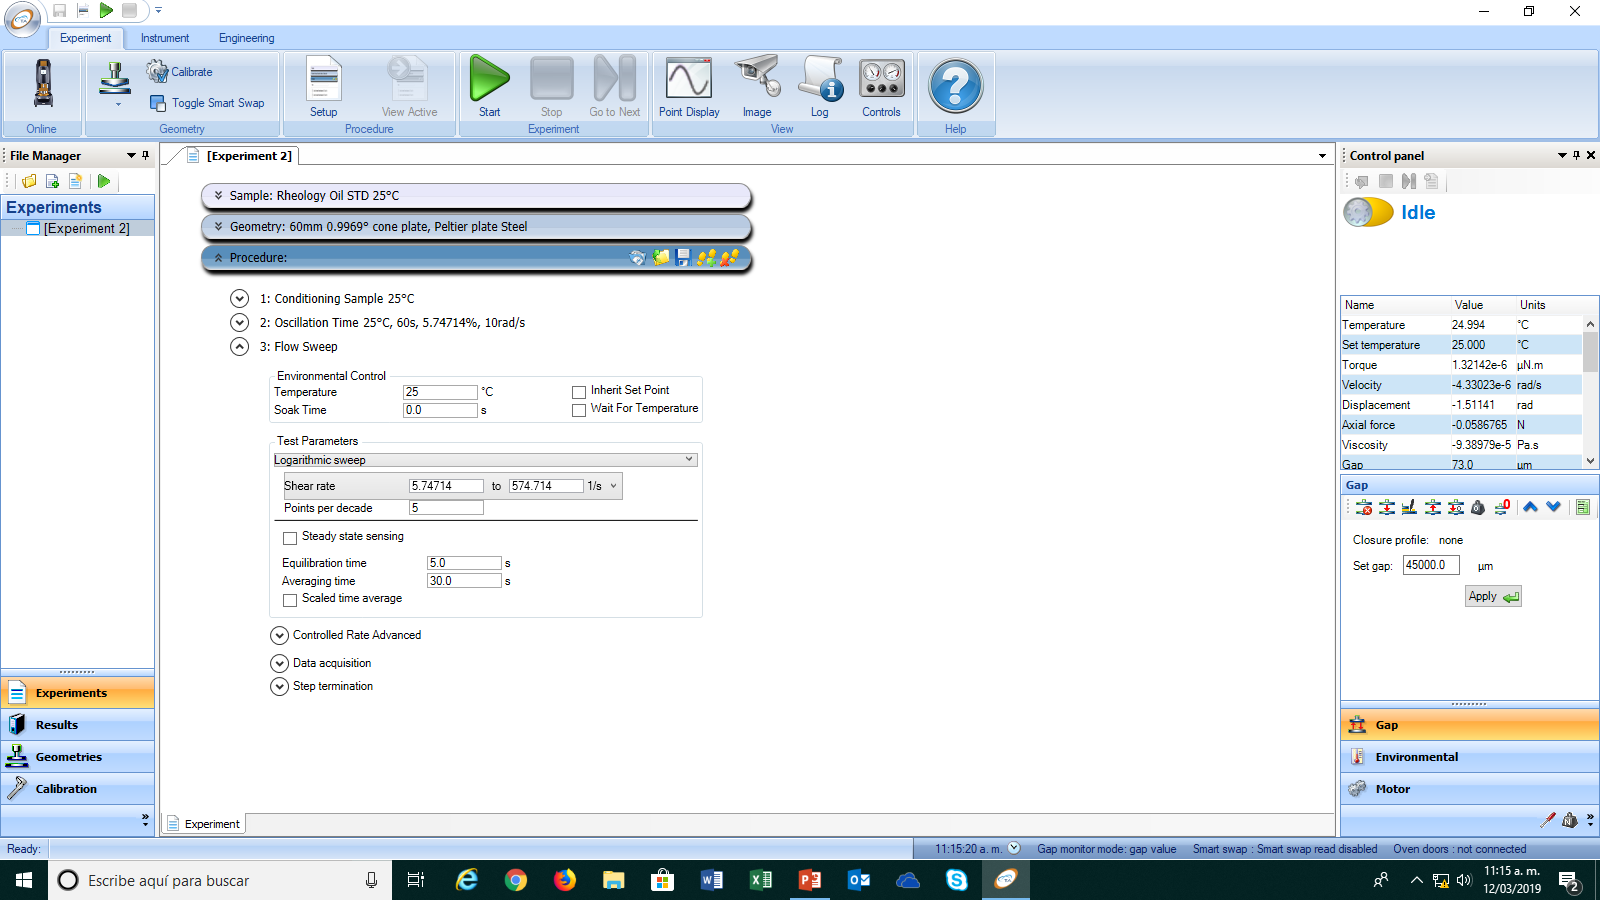 Experiment
Instrument
Engineering
Calibrate
Toggle Smart Swap
Setup
View Active
Start
Stop
Go to Next
Point Display
Image
Log
Controls
Online
Geometry
Procedure
Experiment
View
Help
File Manager
[Experiment 2]
Control panel
Experiments
[Experiment 2]
Sample: Rheology Oil STD 25°C
Geometry: 60mm 0.9969° cone plate, Peltier plate Steel
Procedure:
1: Conditioning Sample 25°C
2: Oscillation Time 25°C, 60s, 5.74714%, 10rad/s
3: Flow Sweep
Environmental Control
Temperature 25 °C
Inherit Set Point
Soak Time 0.0 s
Wait For Temperature
Test Parameters
Logarithmic sweep
Shear rate 5.74714 to 574.714 1/s
Points per decade 5
Steady state sensing
Equilibration time 5.0 s
Averaging time 30.0 s
Scaled time average
Controlled Rate Advanced
Data acquisition
Step termination
Idle
Name Value Units
Temperature 24.994 °C
Set temperature 25.000 °C
Torque 1.32142e-6 µN.m
Velocity -4.33023e-6 rad/s
Displacement -1.51141 rad
Axial force -0.0586765 N
Viscosity -9.38979e-5 Pa.s
Gap 73.0 µm
Gap
Closure profile: none
Set gap: 45000.0 µm
Apply
Experiments
Results
Geometries
Calibration
Gap
Environmental
Motor
Experiment
Ready:
11:15:20 a. m.
Gap monitor mode: gap value
Smart swap : Smart swap read disabled
Oven doors : not connected
Escribe aquí para buscar
11:15 a. m.
12/03/2019
2